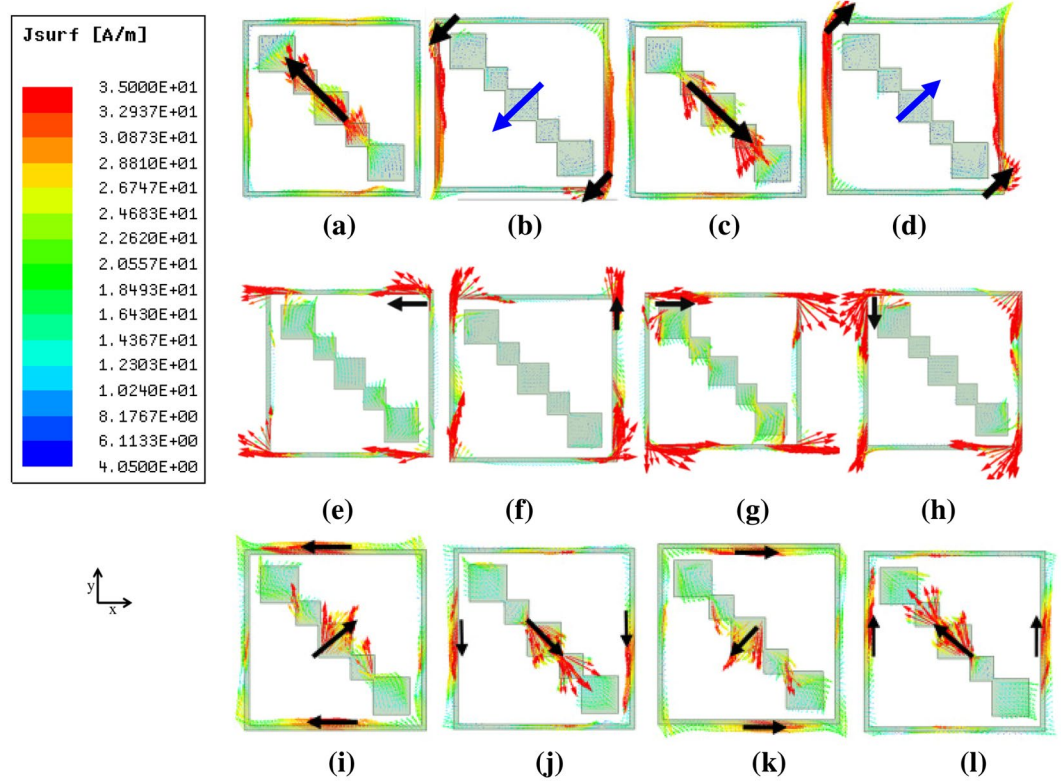 Jsurf [A/m]
3.5000E+01
3.2937E+01
3.0873E+01
2.8810E+01
2.6747E+01
2.4683E+01
2.2620E+01
2.0557E+01
1.8493E+01
1.6430E+01
1.4367E+01
1.2303E+01
1.0240E+01
8.1767E+00
6.1133E+00
4.0500E+00
(a) (b) (c) (d)
(e) (f) (g) (h)
y
x
(i) (j) (k) (l)